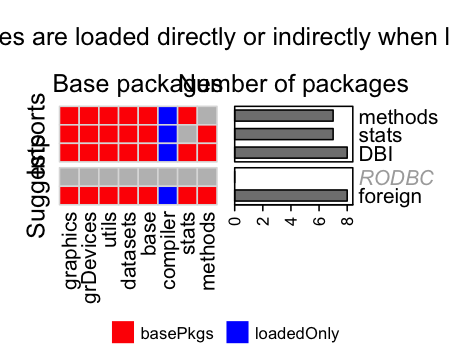 es are loaded directly or indirectly when l
Base packages
Number of packages
Imports
Suggests
methods
stats
DBI
RODBC
foreign
graphics
grDevices
utils
datasets
base
compiler
stats
methods
0 2 4 6 8
basePkgs
loadedOnly